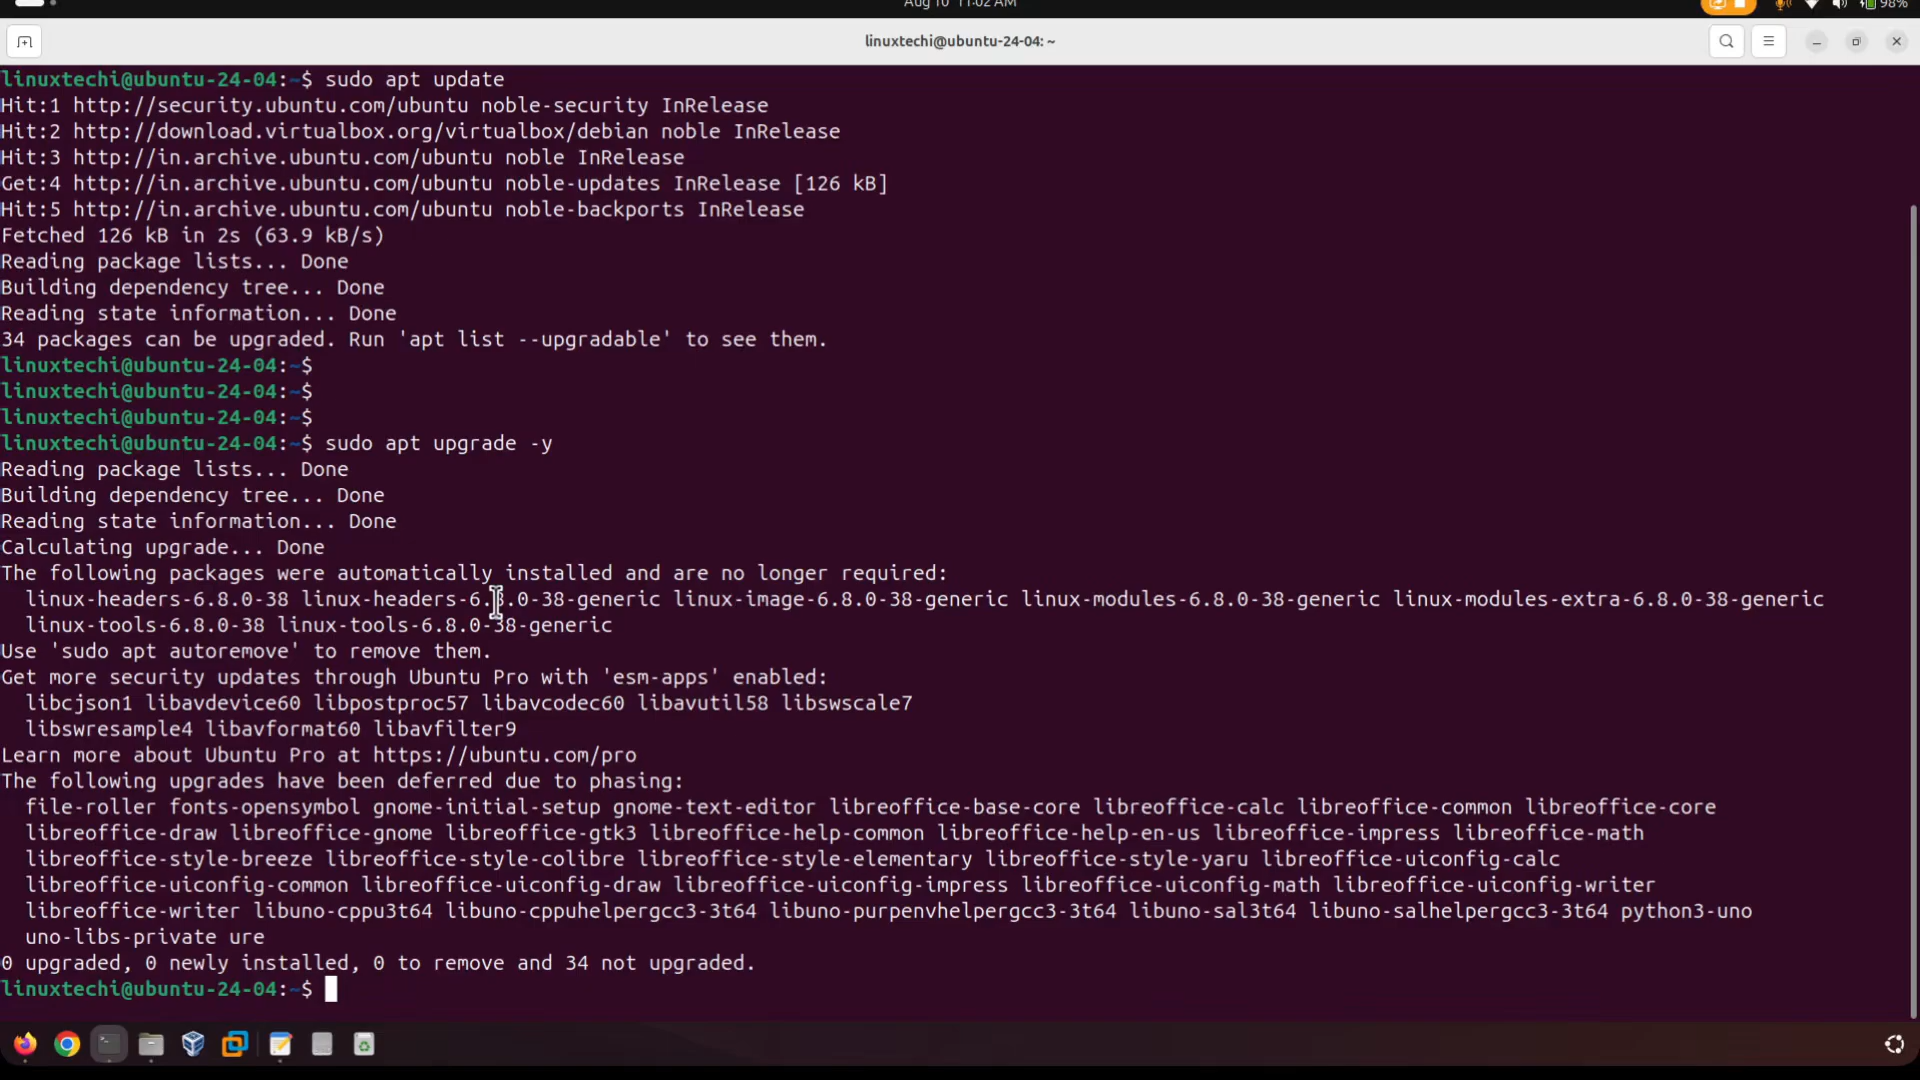 Aug 10 11:02 AM
98%
linuxtechi@ubuntu-24-04: ~
linuxtechi@ubuntu-24-04:~$ sudo apt update
Hit:1 http://security.ubuntu.com/ubuntu noble-security InRelease
Hit:2 http://download.virtualbox.org/virtualbox/debian noble InRelease
Hit:3 http://in.archive.ubuntu.com/ubuntu noble InRelease
Get:4 http://in.archive.ubuntu.com/ubuntu noble-updates InRelease [126 kB]
Hit:5 http://in.archive.ubuntu.com/ubuntu noble-backports InRelease
Fetched 126 kB in 2s (63.9 kB/s)
Reading package lists... Done
Building dependency tree... Done
Reading state information... Done
34 packages can be upgraded. Run 'apt list --upgradable' to see them.
linuxtechi@ubuntu-24-04:~$
linuxtechi@ubuntu-24-04:~$
linuxtechi@ubuntu-24-04:~$
linuxtechi@ubuntu-24-04:~$ sudo apt upgrade -y
Reading package lists... Done
Building dependency tree... Done
Reading state information... Done
Calculating upgrade... Done
The following packages were automatically installed and are no longer required:
  linux-headers-6.8.0-38 linux-headers-6.8.0-38-generic linux-image-6.8.0-38-generic linux-modules-6.8.0-38-generic linux-modules-extra-6.8.0-38-generic
  linux-tools-6.8.0-38 linux-tools-6.8.0-38-generic
Use 'sudo apt autoremove' to remove them.
Get more security updates through Ubuntu Pro with 'esm-apps' enabled:
  libcjson1 libavdevice60 libpostproc57 libavcodec60 libavutil58 libswscale7
  libswresample4 libavformat60 libavfilter9
Learn more about Ubuntu Pro at https://ubuntu.com/pro
The following upgrades have been deferred due to phasing:
  file-roller fonts-opensymbol gnome-initial-setup gnome-text-editor libreoffice-base-core libreoffice-calc libreoffice-common libreoffice-core
  libreoffice-draw libreoffice-gnome libreoffice-gtk3 libreoffice-help-common libreoffice-help-en-us libreoffice-impress libreoffice-math
  libreoffice-style-breeze libreoffice-style-colibre libreoffice-style-elementary libreoffice-style-yaru libreoffice-uiconfig-calc
  libreoffice-uiconfig-common libreoffice-uiconfig-draw libreoffice-uiconfig-impress libreoffice-uiconfig-math libreoffice-uiconfig-writer
  libreoffice-writer libuno-cppu3t64 libuno-cppuhelpergcc3-3t64 libuno-purpenvhelpergcc3-3t64 libuno-sal3t64 libuno-salhelpergcc3-3t64 python3-uno
  uno-libs-private ure
0 upgraded, 0 newly installed, 0 to remove and 34 not upgraded.
linuxtechi@ubuntu-24-04:~$